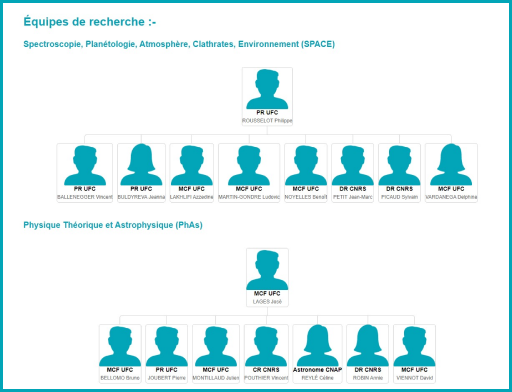 Équipes de recherche :-
Spectroscopie, Planétologie, Atmosphère, Clathrates, Environnement (SPACE)
PR UFC
ROUSSELOT Philippe
PR UFC
BALLENEGGER Vincent
PR UFC
BULDYREVA Jeanna
MCF UFC
LAKHLIFI Azzedine
MCF UFC
MARTIN-GONDRE Ludovic
MCF UFC
NOYELLES Benoît
DR CNRS
PETIT Jean-Marc
DR CNRS
PICAUD Sylvain
MCF UFC
VARDANEGA Delphine
Physique Théorique et Astrophysique (PhAs)
MCF UFC
LAGES José
MCF UFC
BELLOMO Bruno
PR UFC
JOUBERT Pierre
MCF UFC
MONTILLAUD Julien
CR CNRS
POUTHIER Vincent
Astronome CNAP
REYLÉ Céline
DR CNRS
ROBIN Annie
MCF UFC
VIENNOT David